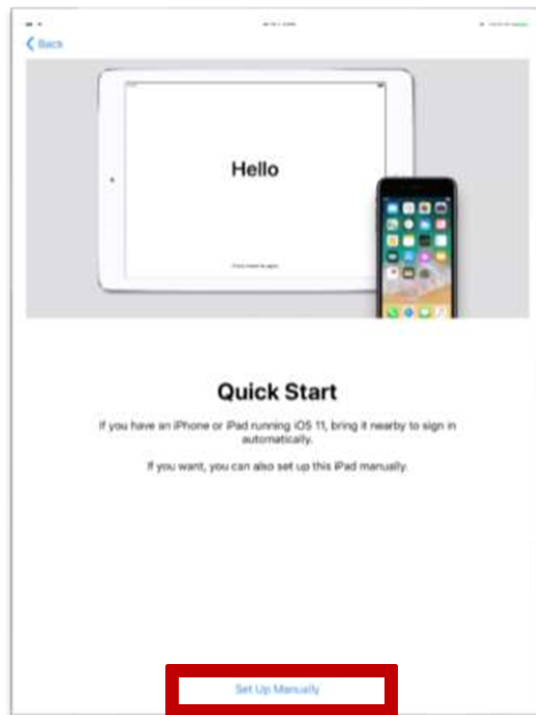 Back
Hello
Quick Start
If you have an iPhone or iPad running iOS 11, bring it nearby to sign in
automatically.
If you want, you can also set up this iPad manually.
Set Up Manually